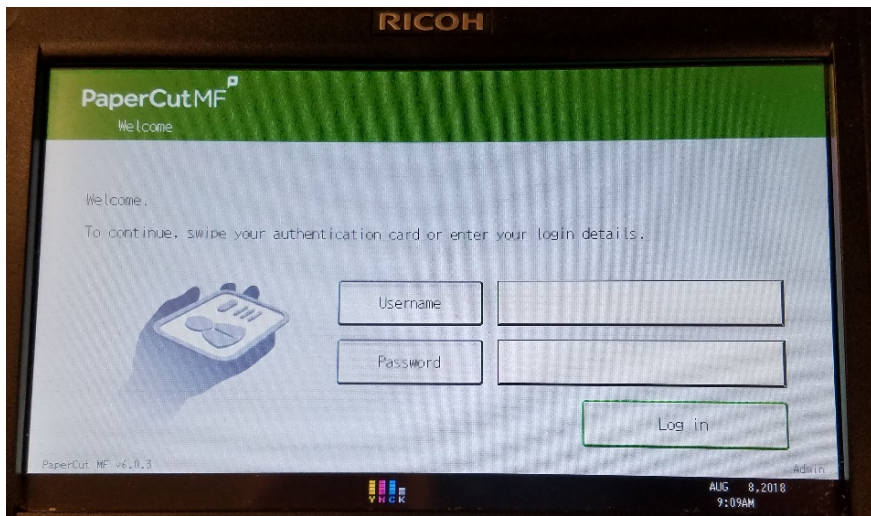 RICOH
PaperCutMF
Welcome
Welcome.
To continue, swipe your authentication card or enter your login details.
Username
Password
Log in
PaperCut MF v6.0.3
Admin
Y M C K
AUG 8,2018
9:09AM